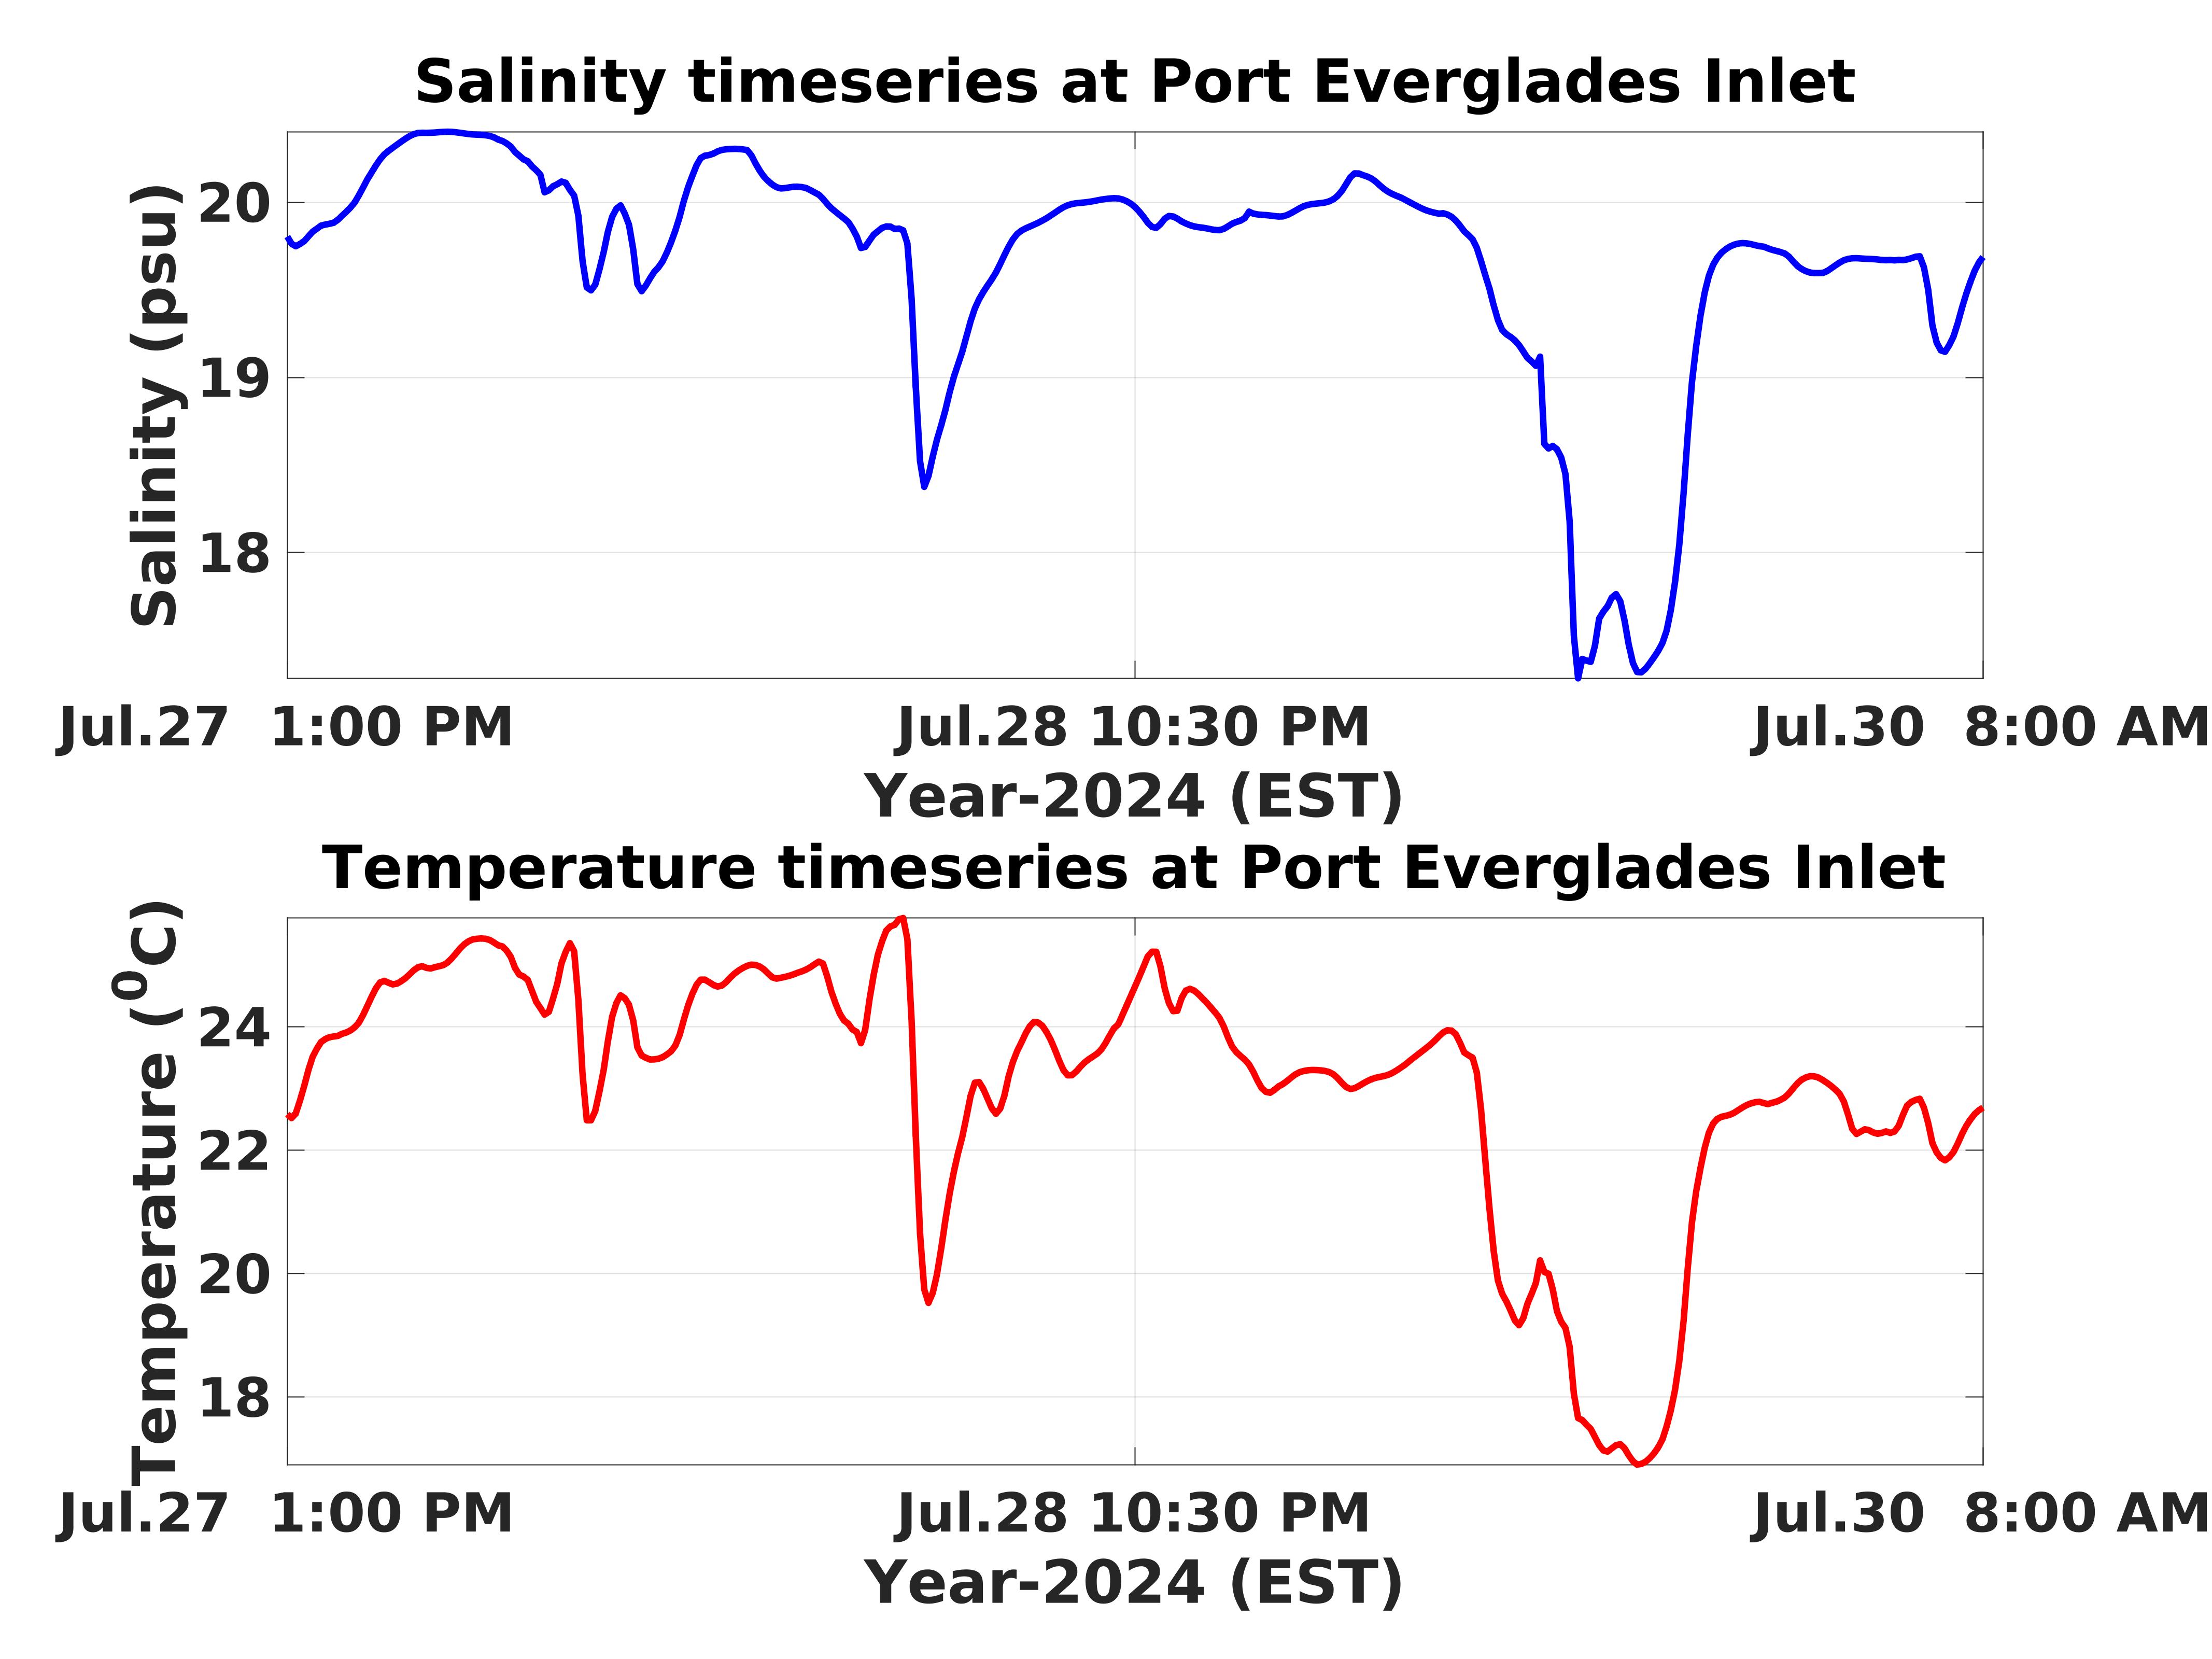 Salinity timeseries at Port Everglades Inlet
Salinity (psu)
20
19
18
Jul.27  1:00 PM Jul.28 10:30 PM Jul.30  8:00 AM
Year-2024 (EST)
Temperature timeseries at Port Everglades Inlet
Temperature (⁰C)
24
22
20
18
Jul.27  1:00 PM Jul.28 10:30 PM Jul.30  8:00 AM
Year-2024 (EST)